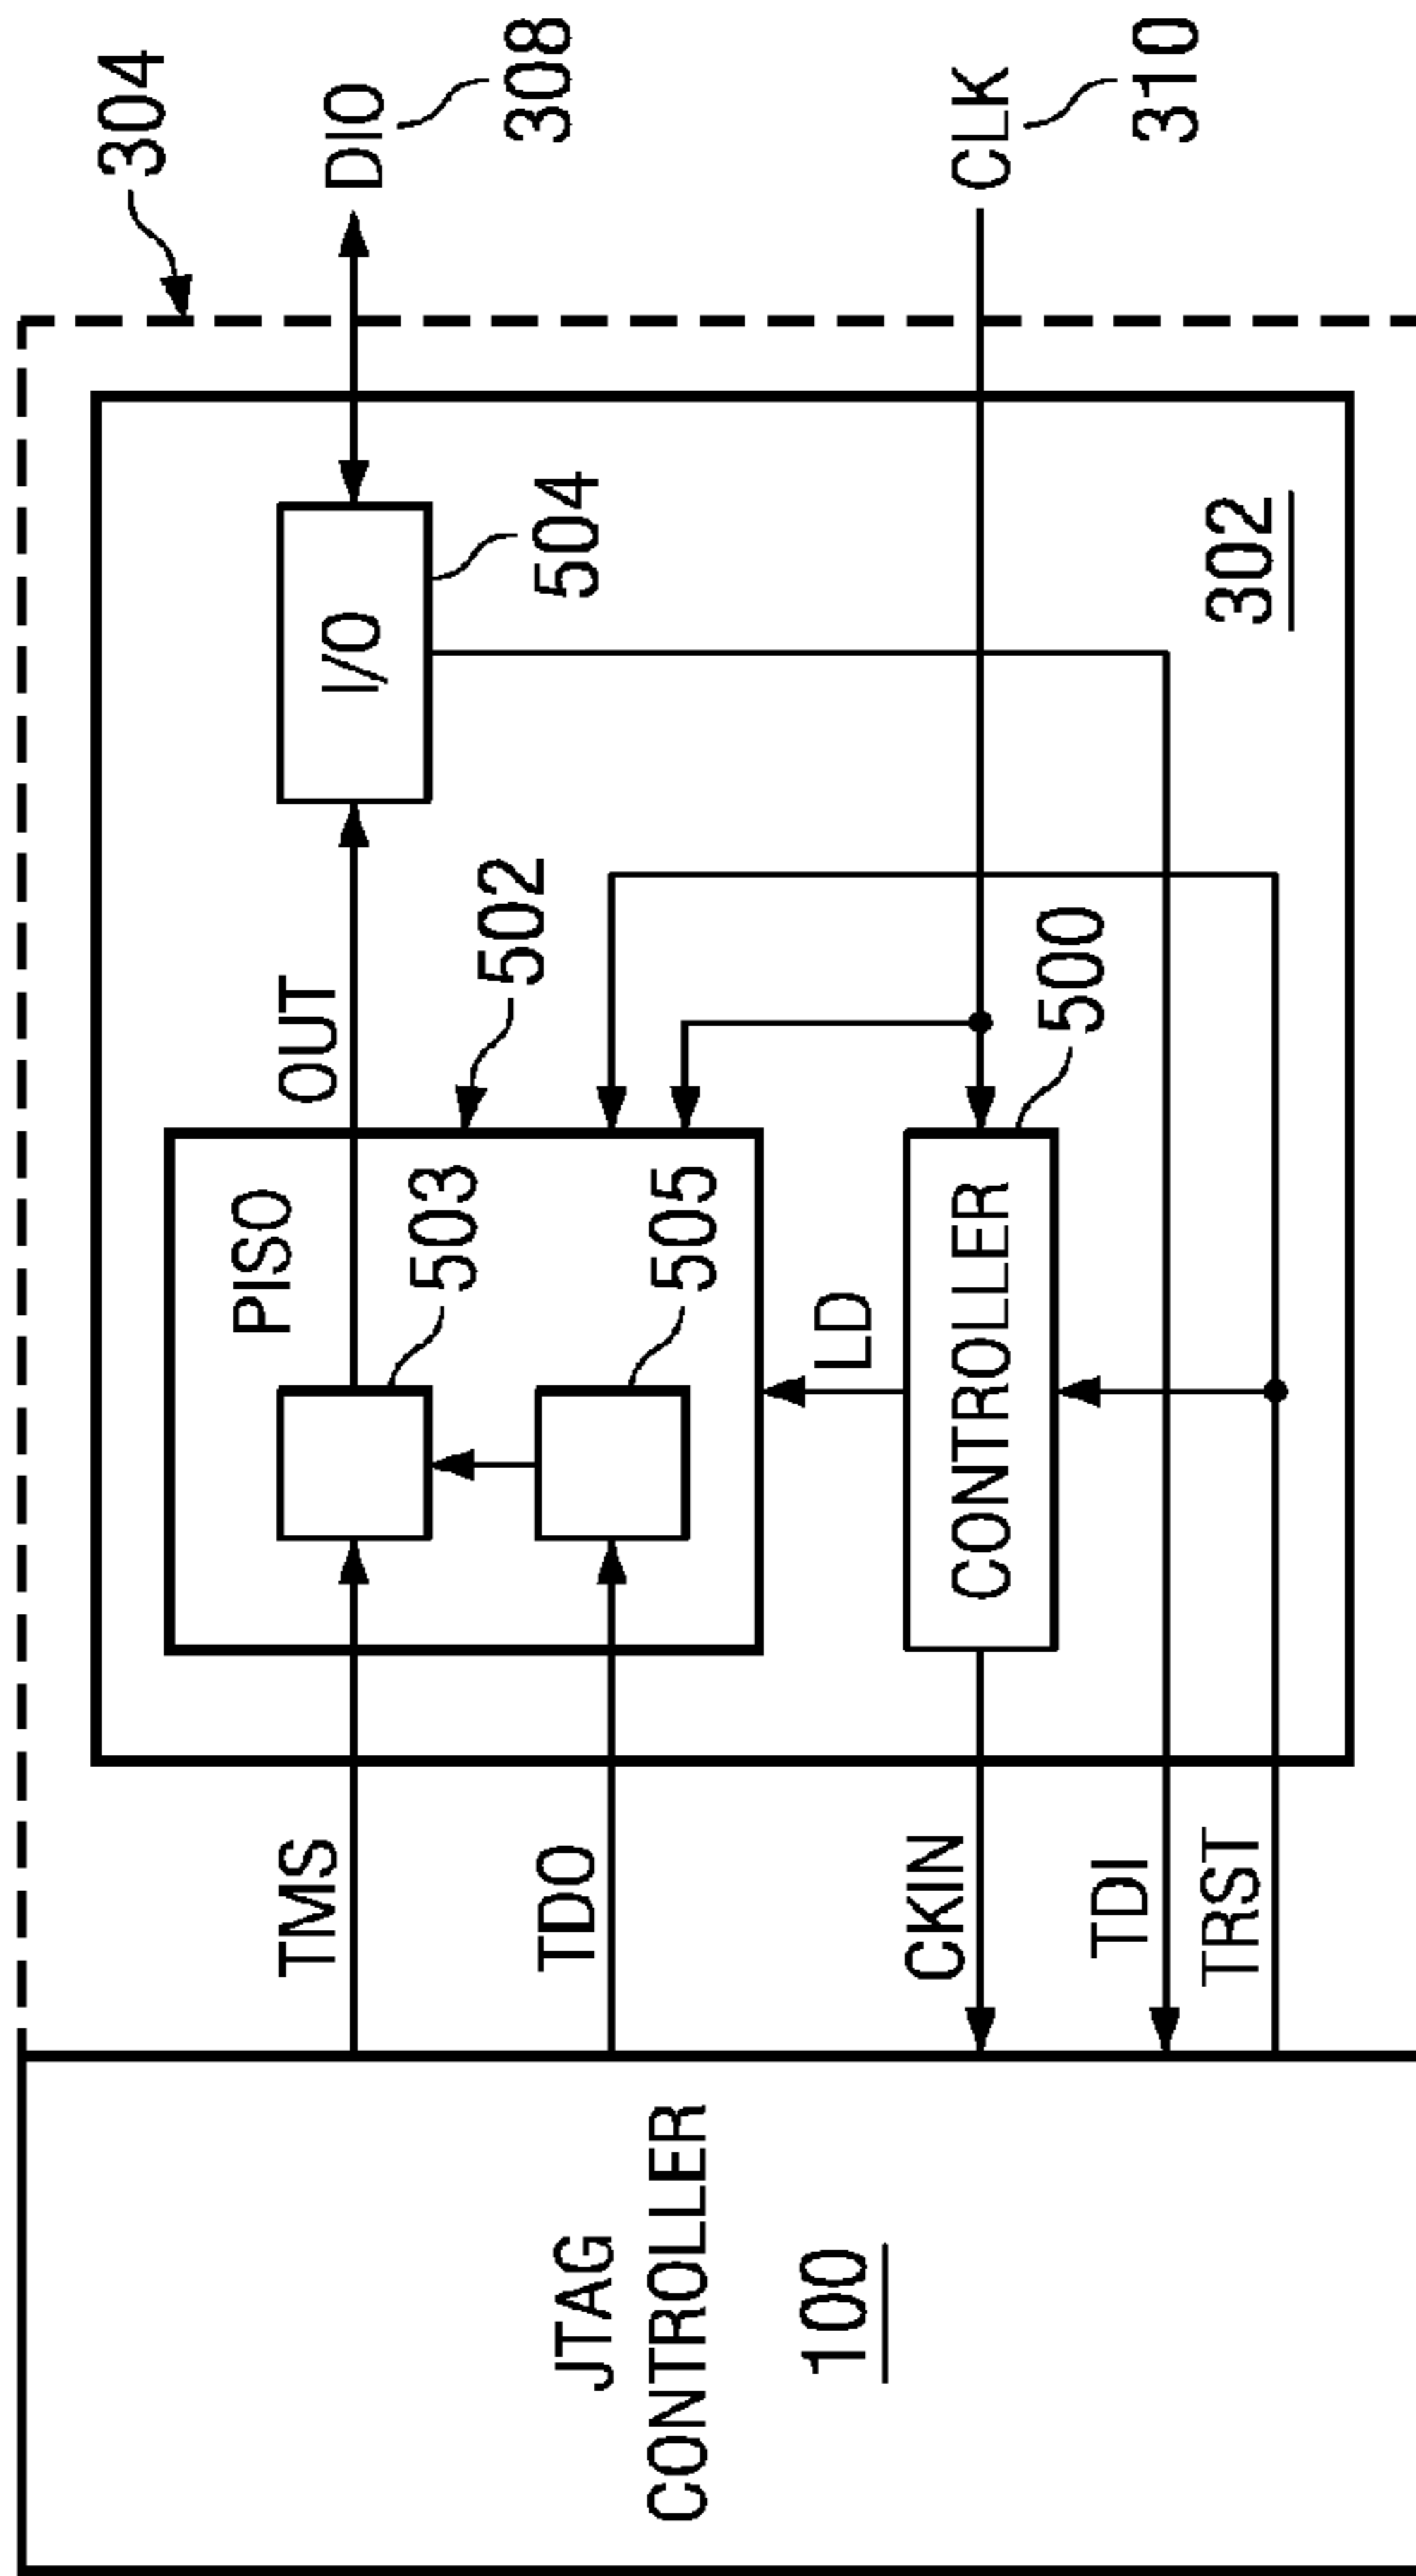 304
TMS
PISO
OUT
I/O
DIO
308
503
502
504
TDO
505
JTAG
CONTROLLER
100
LD
CKIN
CONTROLLER
500
CLK
310
TDI
TRST
302